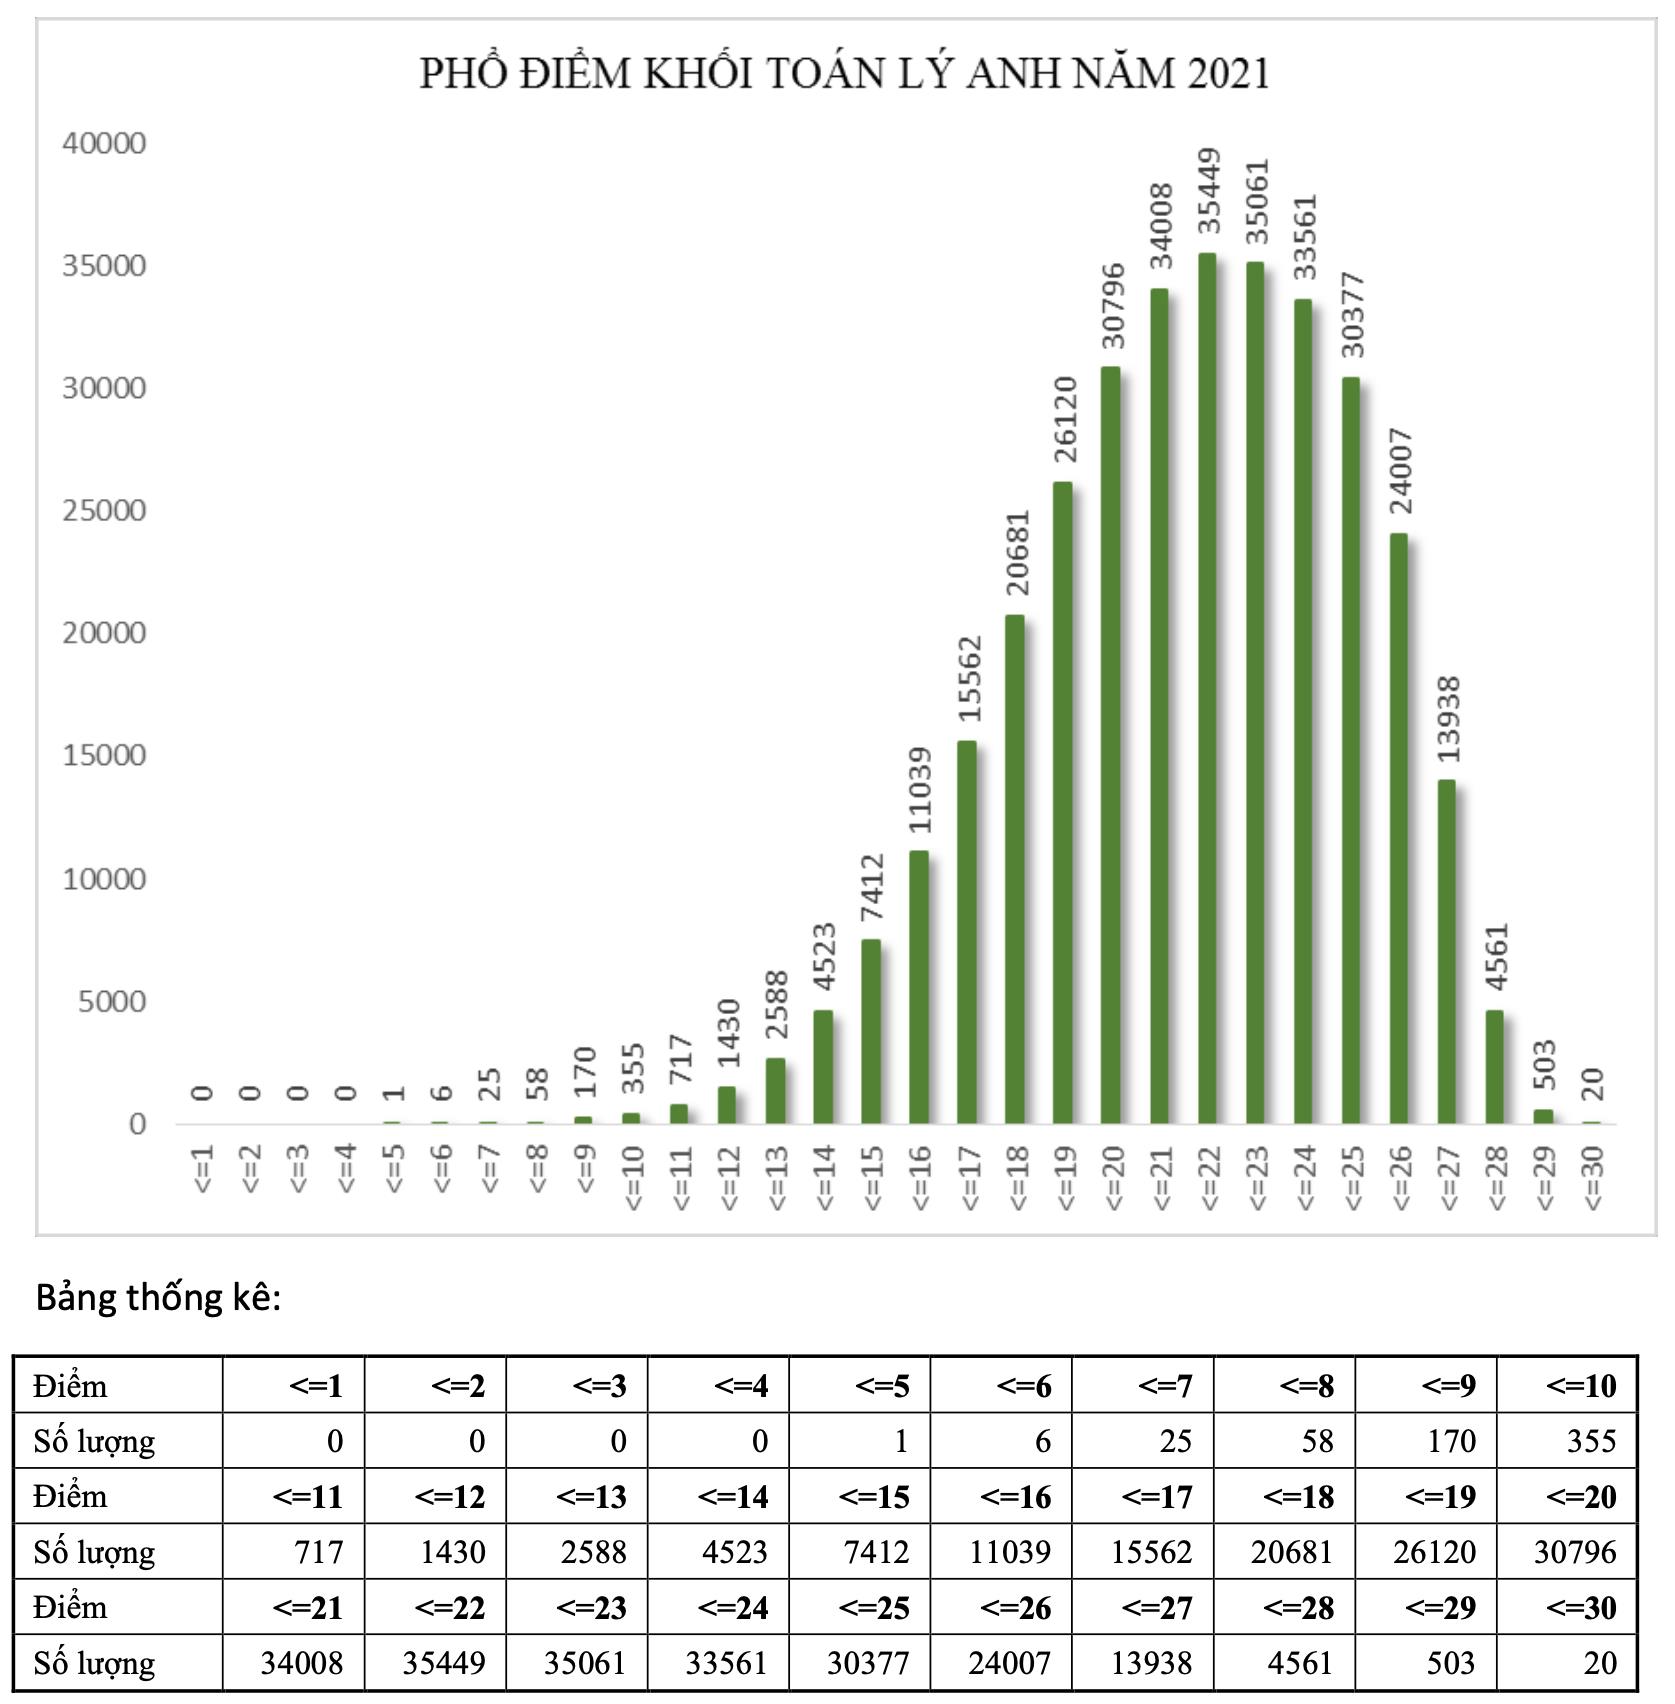 PHỔ ĐIỂM KHỐI TOÁN LÝ ANH NĂM 2021
40000
35000
30000
25000
20000
15000
10000
5000
0
0 0 0 0 1 6 25 58 170 355 717 1430 2588 4523 7412 11039 15562 20681 26120 30796 34008 35449 35061 33561 30377 24007 13938 4561 503 20
<=1 <=2 <=3 <=4 <=5 <=6 <=7 <=8 <=9 <=10 <=11 <=12 <=13 <=14 <=15 <=16 <=17 <=18 <=19 <=20 <=21 <=22 <=23 <=24 <=25 <=26 <=27 <=28 <=29 <=30
Bảng thống kê:
Điểm <=1 <=2 <=3 <=4 <=5 <=6 <=7 <=8 <=9 <=10
Số lượng 0 0 0 0 1 6 25 58 170 355
Điểm <=11 <=12 <=13 <=14 <=15 <=16 <=17 <=18 <=19 <=20
Số lượng 717 1430 2588 4523 7412 11039 15562 20681 26120 30796
Điểm <=21 <=22 <=23 <=24 <=25 <=26 <=27 <=28 <=29 <=30
Số lượng 34008 35449 35061 33561 30377 24007 13938 4561 503 20